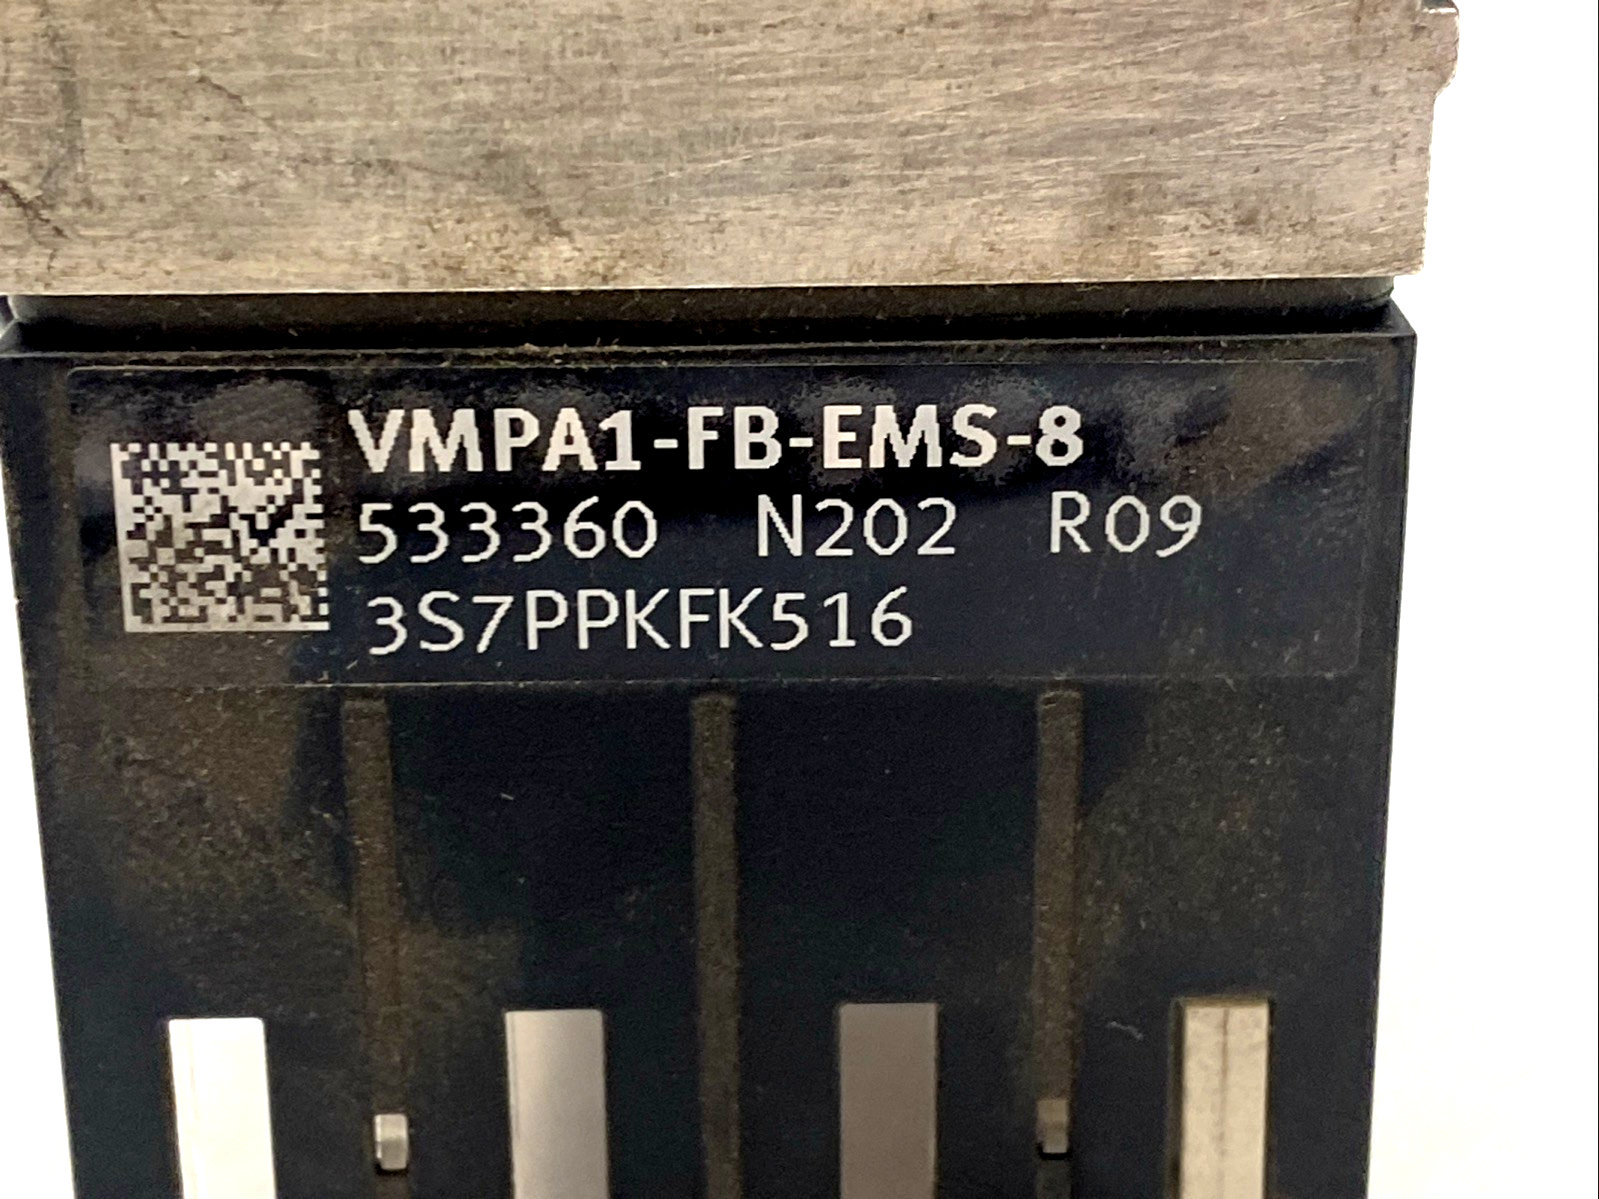 VMPA1-FB-EMS-8
533360 N202 R09
3S7PPKFK516